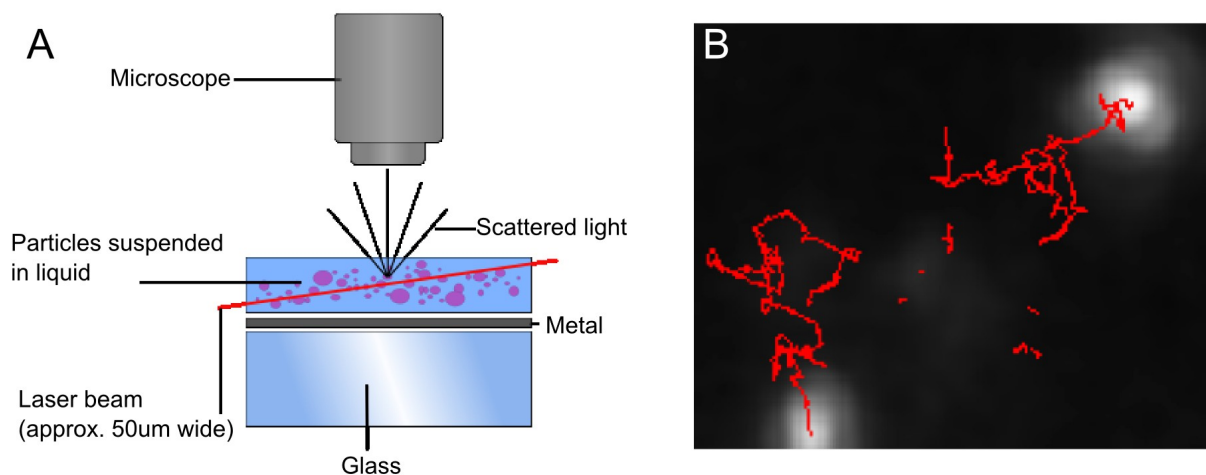 A
Microscope
Scattered light
Particles suspended
in liquid
Metal
Laser beam
(approx. 50um wide)
Glass
B